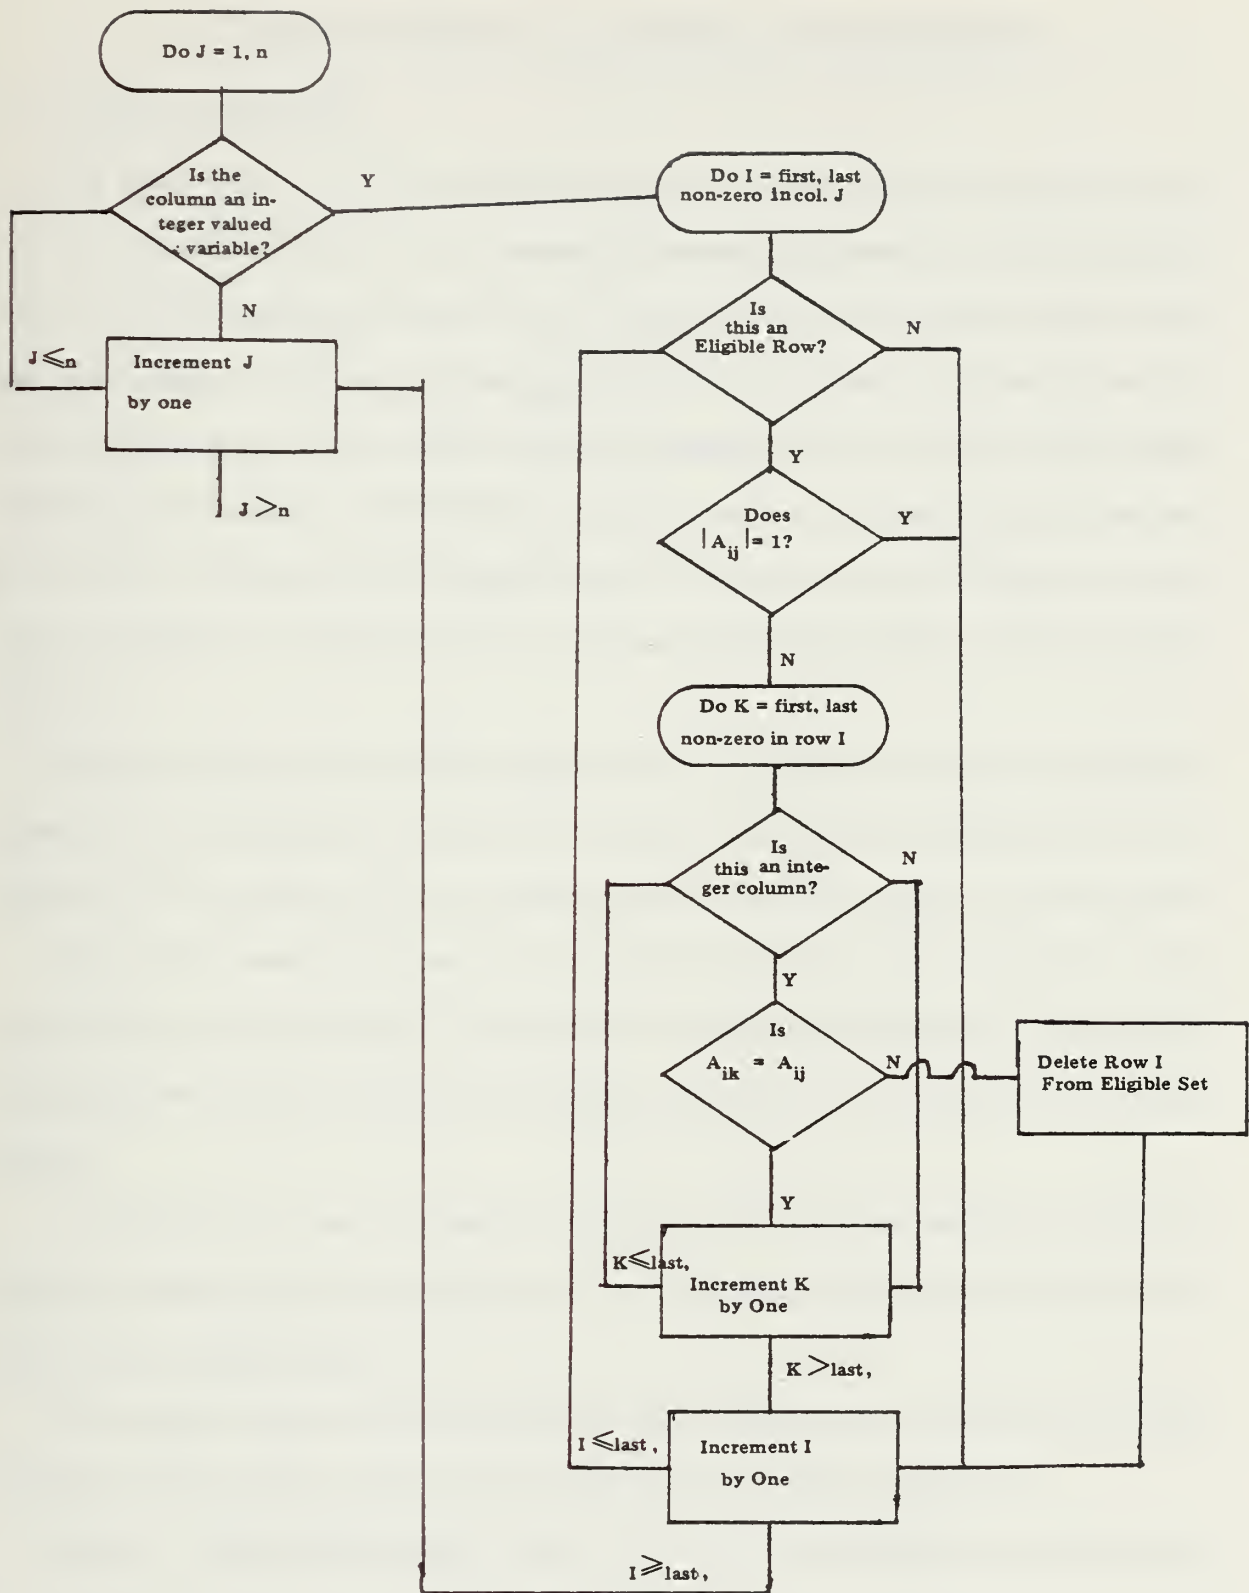 Do J = 1, n
Is the
column an in-
teger valued
variable?
Y
N
J ⩽ n
Increment J
by one
J > n
Do I = first, last
non-zero in col. J
Is
this an
Eligible Row?
N
Y
Does
|A_ij| = 1?
Y
N
Do K = first, last
non-zero in row I
Is
this an inte-
ger column?
N
Y
Is
A_ik = A_ij
N
Delete Row I
From Eligible Set
Y
K ⩽ last,
Increment K
by One
K > last,
I ⩽ last,
Increment I
by One
I ⩾ last,